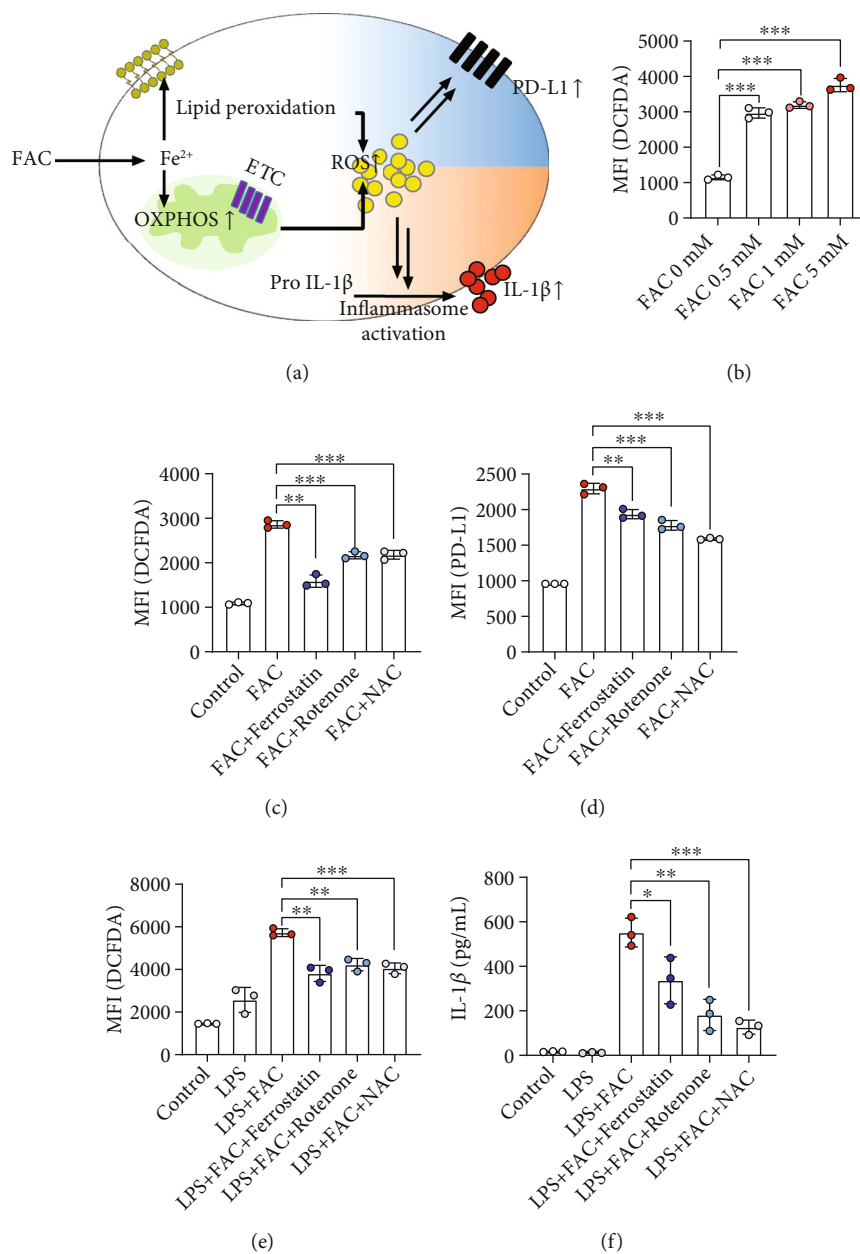 Lipid peroxidation
PD-L1 ↑
FAC
Fe²⁺
ETC
ROS↑
OXPHOS ↑
Pro IL-1β
IL-1β ↑
Inflammasome
activation
(a)
MFI (DCFDA)
5000
4000
3000
2000
1000
0
***
***
***
FAC 0 mM
FAC 0.5 mM
FAC 1 mM
FAC 5 mM
(b)
MFI (DCFDA)
4000
3000
2000
1000
0
***
***
**
Control
FAC
FAC+Ferrostatin
FAC+Rotenone
FAC+NAC
(c)
MFI (PD-L1)
2500
2000
1500
1000
500
0
***
***
**
Control
FAC
FAC+Ferrostatin
FAC+Rotenone
FAC+NAC
(d)
MFI (DCFDA)
8000
6000
4000
2000
0
***
**
**
Control
LPS
LPS+FAC
LPS+FAC+Ferrostatin
LPS+FAC+Rotenone
LPS+FAC+NAC
(e)
IL-1β (pg/mL)
800
600
400
200
0
***
**
*
Control
LPS
LPS+FAC
LPS+FAC+Ferrostatin
LPS+FAC+Rotenone
LPS+FAC+NAC
(f)